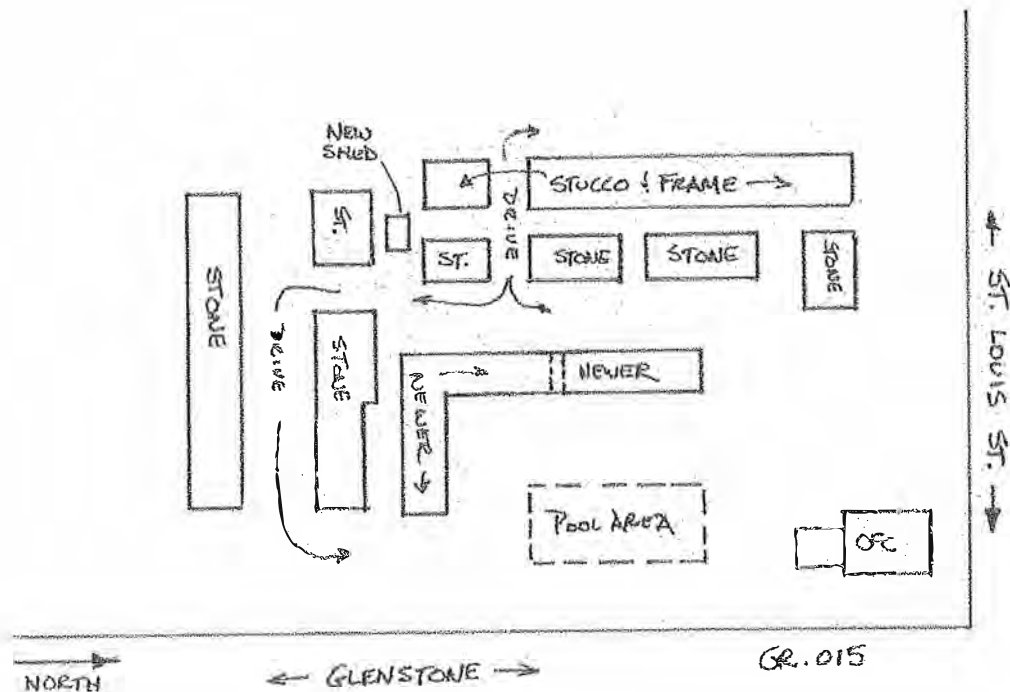 NEW
SHED
STUCCO & FRAME
DRIVE
ST.
ST.
STONE
STONE
STONE
STONE
DRIVE
STONE
NEWER
NEWER
POOL AREA
OFC
ST. LOUIS ST.
NORTH
GLENSTONE
GR. 015